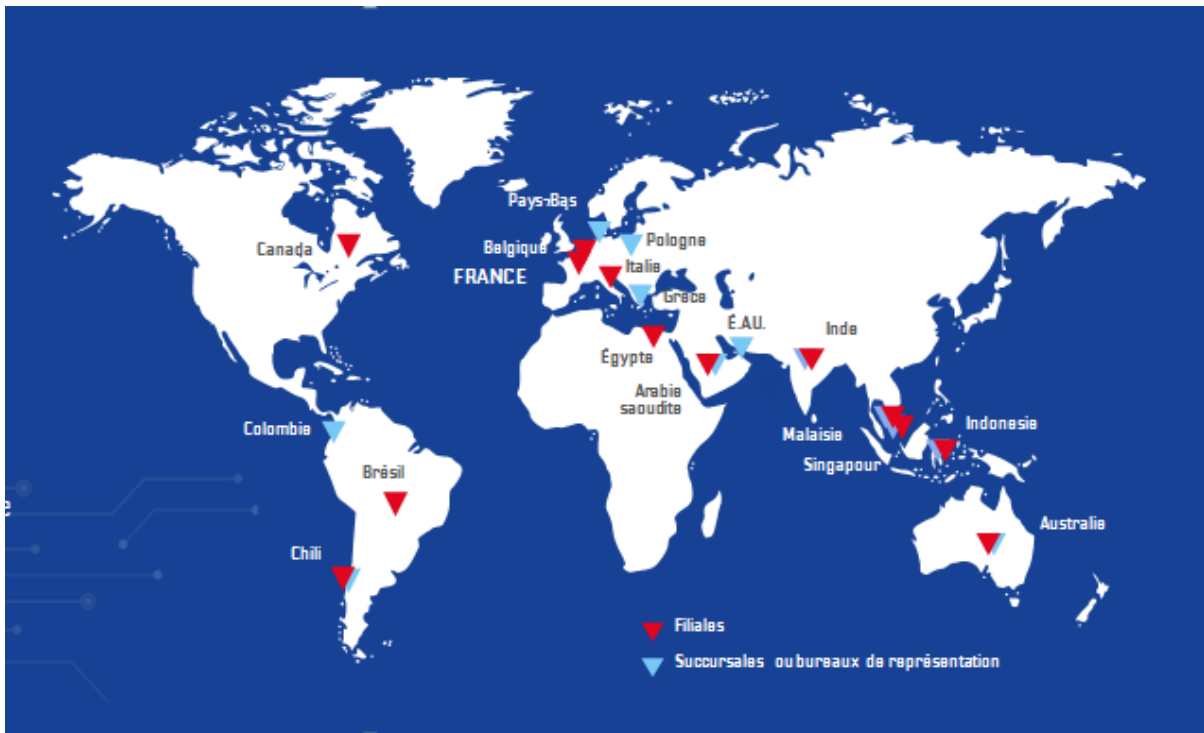 Pays-Bas
Belgique
Pologne
Canada
Italie
FRANCE
Grèce
É.A.U.
Inde
Égypte
Arabie
saoudite
Colombie
Malaisie
Indonesie
Singapour
Brésil
Australie
Chili
Filiales
Succursales ou bureaux de représentation